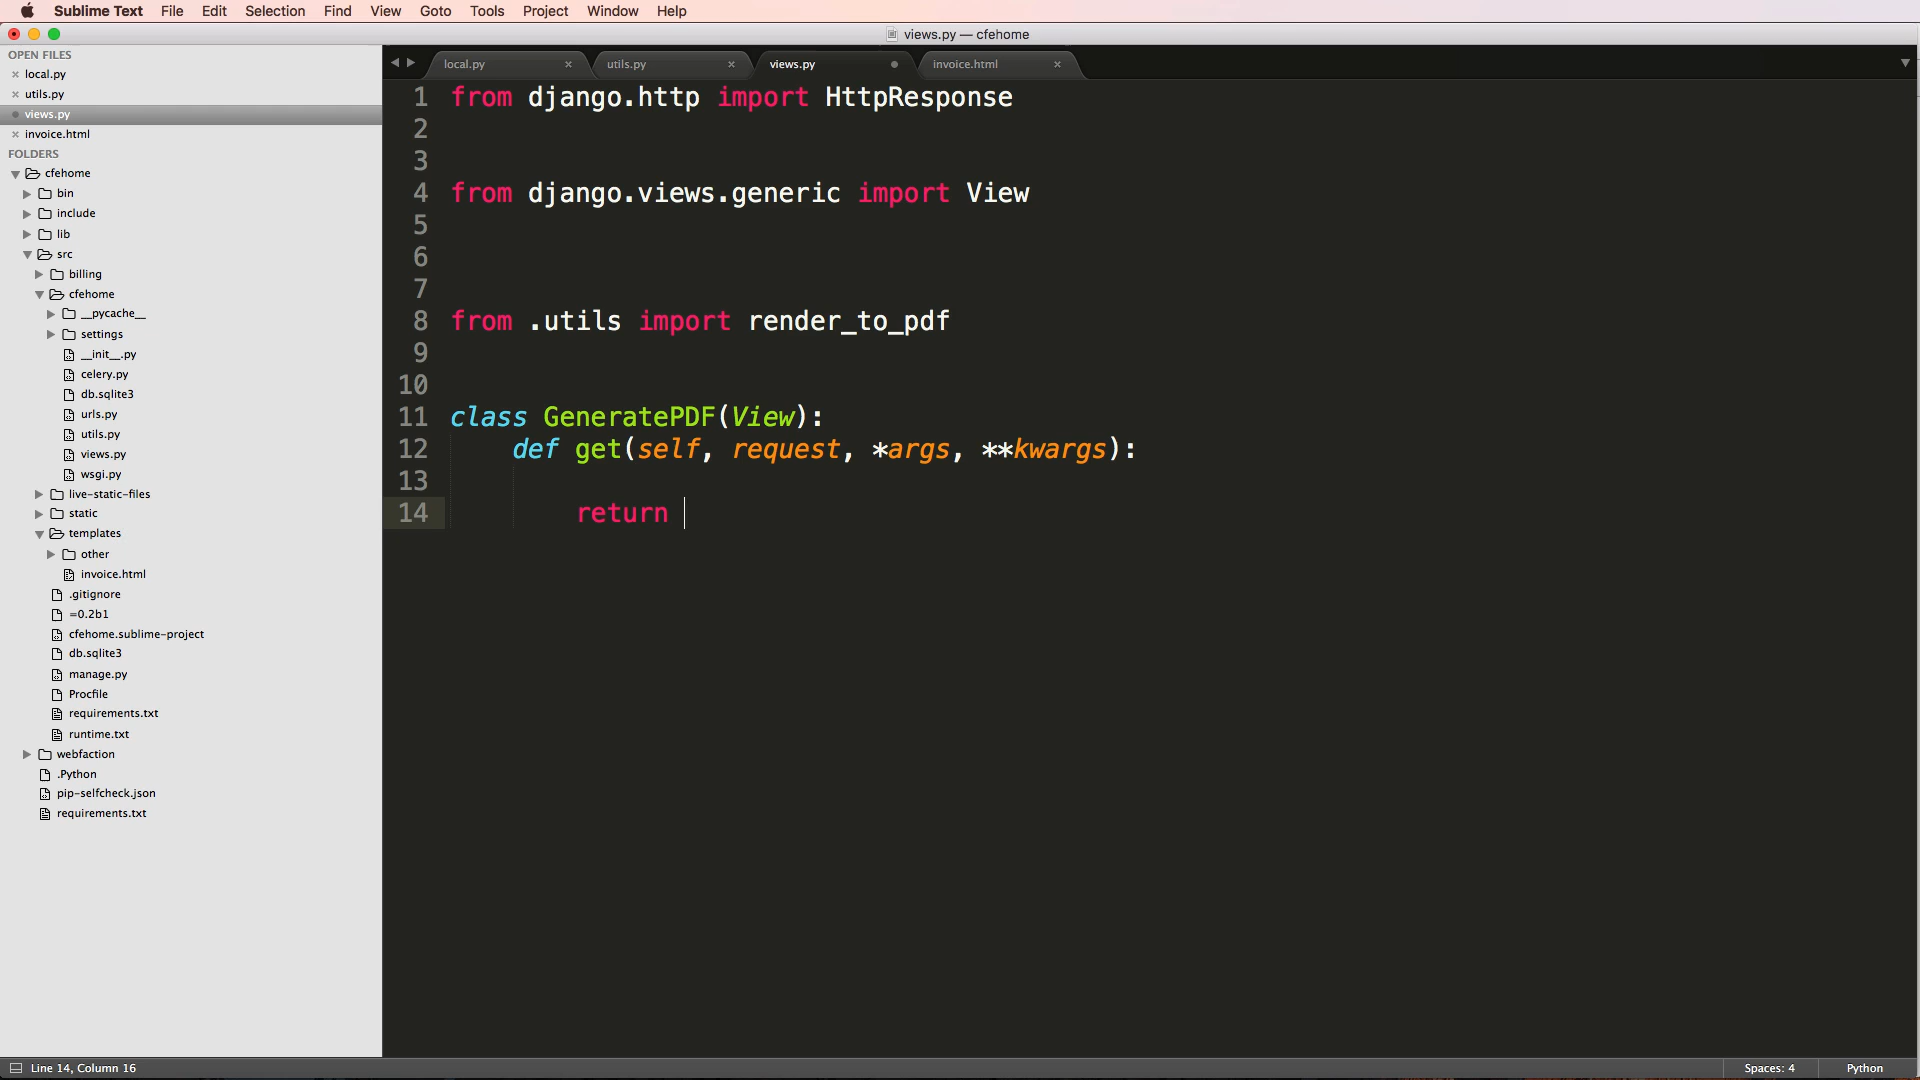 Sublime Text File Edit Selection Find View Goto Tools Project Window Help
views.py — cfehome
OPEN FILES
local.py
utils.py
views.py
invoice.html
FOLDERS
cfehome
bin
include
lib
src
billing
cfehome
__pycache__
settings
__init__.py
celery.py
db.sqlite3
urls.py
utils.py
views.py
wsgi.py
live-static-files
static
templates
other
invoice.html
.gitignore
=0.2b1
cfehome.sublime-project
db.sqlite3
manage.py
Procfile
requirements.txt
runtime.txt
webfaction
.Python
pip-selfcheck.json
requirements.txt
local.py utils.py views.py invoice.html
1 from django.http import HttpResponse
2
3
4 from django.views.generic import View
5
6
7
8 from .utils import render_to_pdf
9
10
11 class GeneratePDF(View):
12 def get(self, request, *args, **kwargs):
13
14 return
Line 14, Column 16
Spaces: 4 Python